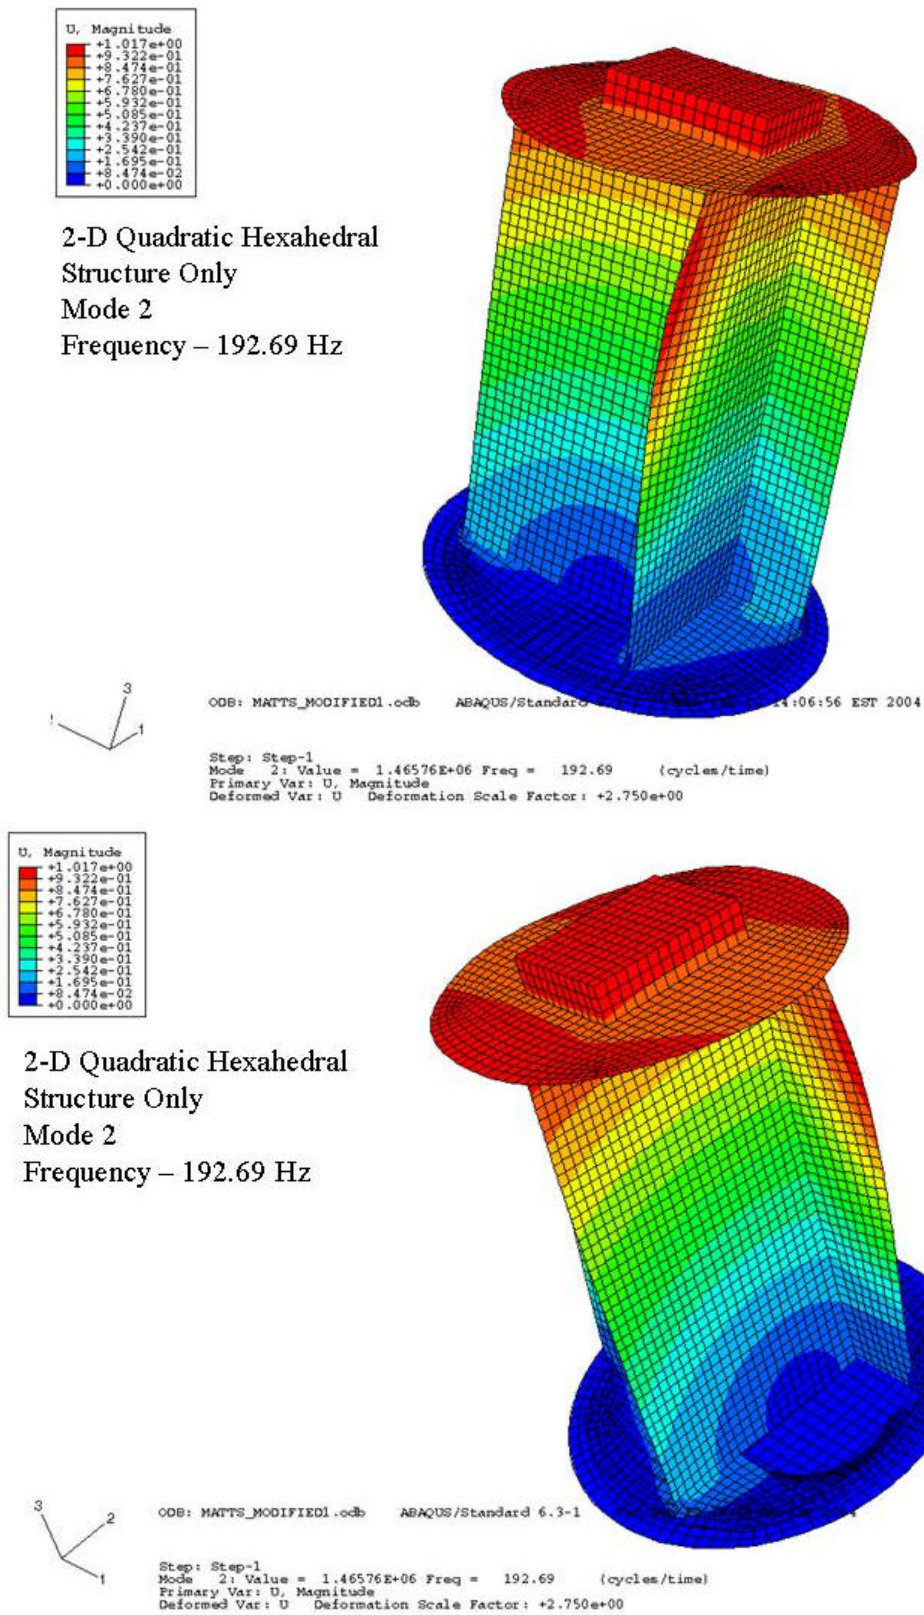 U, Magnitude
+1.017e+00
+9.322e-01
+8.474e-01
+7.627e-01
+6.780e-01
+5.932e-01
+5.085e-01
+4.237e-01
+3.390e-01
+2.542e-01
+1.695e-01
+8.474e-02
+0.000e+00
2-D Quadratic Hexahedral
Structure Only
Mode 2
Frequency – 192.69 Hz
3
1
ODB: MATTS_MODIFIED1.odb ABAQUS/Standard 14:06:56 EST 2004
Step: Step-1
Mode 2: Value = 1.46576E+06 Freq = 192.69 (cycles/time)
Primary Var: U, Magnitude
Deformed Var: U Deformation Scale Factor: +2.750e+00
U, Magnitude
+1.017e+00
+9.322e-01
+8.474e-01
+7.627e-01
+6.780e-01
+5.932e-01
+5.085e-01
+4.237e-01
+3.390e-01
+2.542e-01
+1.695e-01
+8.474e-02
+0.000e+00
2-D Quadratic Hexahedral
Structure Only
Mode 2
Frequency – 192.69 Hz
3
2
1
ODB: MATTS_MODIFIED1.odb ABAQUS/Standard 6.3-1
Step: Step-1
Mode 2: Value = 1.46576E+06 Freq = 192.69 (cycles/time)
Primary Var: U, Magnitude
Deformed Var: U Deformation Scale Factor: +2.750e+00